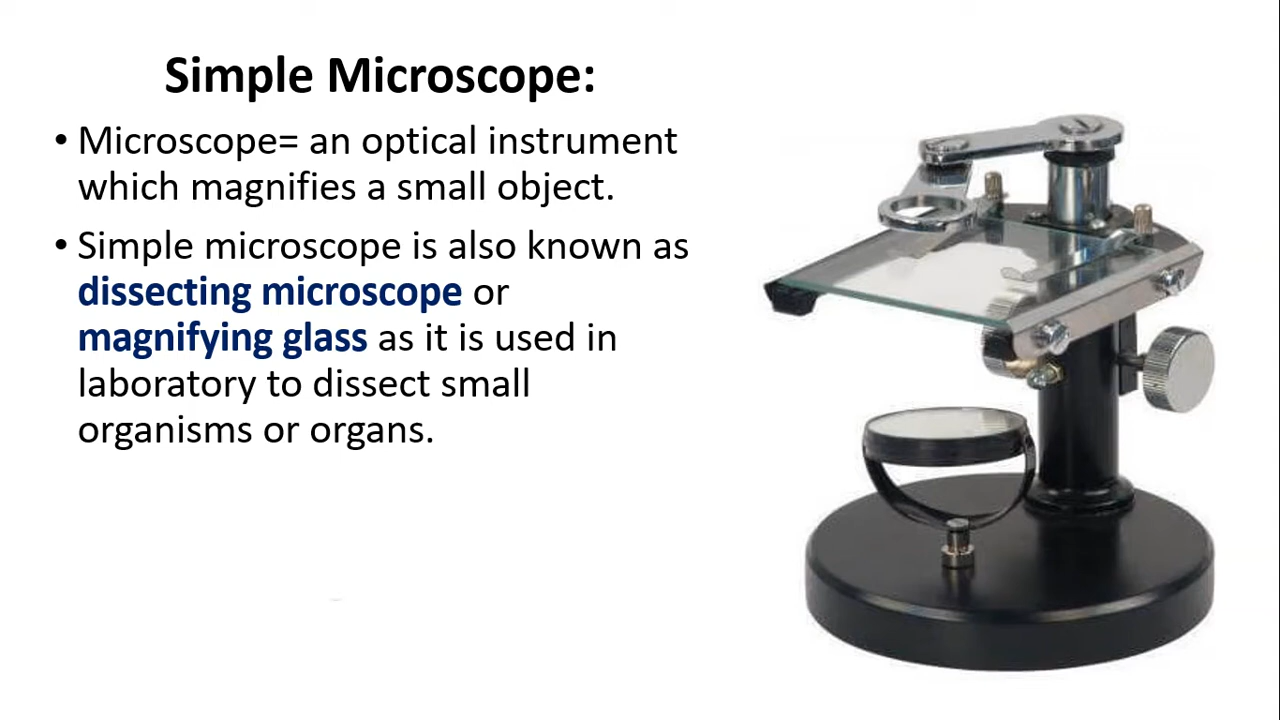 Simple Microscope:
• Microscope= an optical instrument
which magnifies a small object.
• Simple microscope is also known as
dissecting microscope or
magnifying glass as it is used in
laboratory to dissect small
organisms or organs.